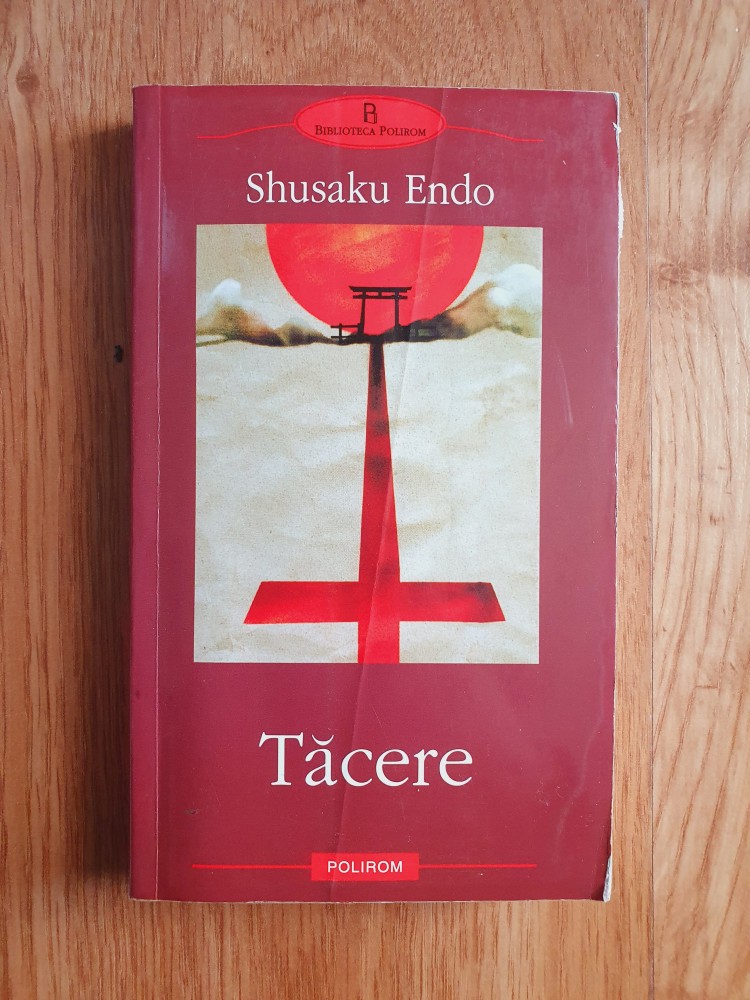 BIBLIOTECA POLIROM
Shusaku Endo
Tăcere
POLIROM